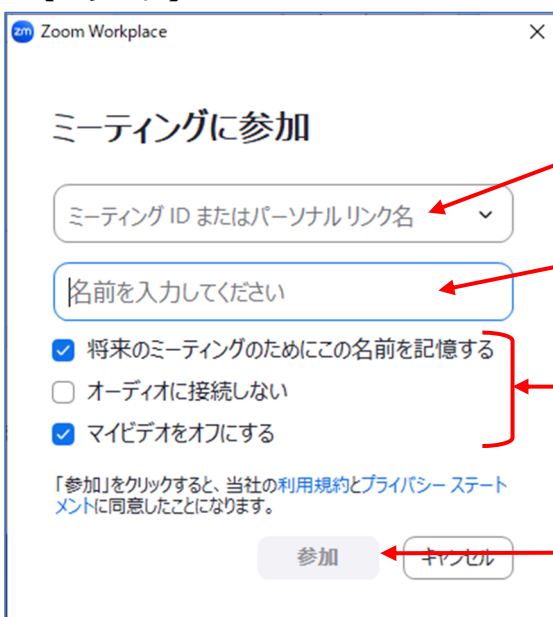 zm Zoom Workplace
ミーティングに参加
ミーティング ID またはパーソナル リンク名
名前を入力してください
将来のミーティングのためにこの名前を記憶する
オーディオに接続しない
マイビデオをオフにする
「参加」をクリックすると、当社の利用規約とプライバシー ステート
メントに同意したことになります。
参加 キャンセル